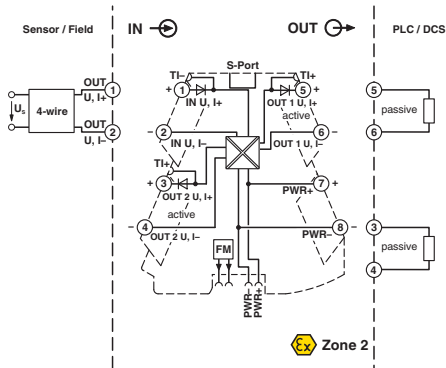 Sensor / Field
IN
OUT
PLC / DCS
S-Port
TI–
TI+
OUT
U, I+
1
+
1
5
+
5
IN U, I+
OUT 1 U, I+
passive
Us
4-wire
active
OUT
U, I–
2
–
2
6
–
6
IN U, I–
OUT 1 U, I–
TI+
+
3
7
+
OUT 2 U, I+
PWR+
active
–
4
8
–
3
OUT 2 U, I–
PWR–
passive
FM
4
PWR–
PWR+
Ex
Zone 2